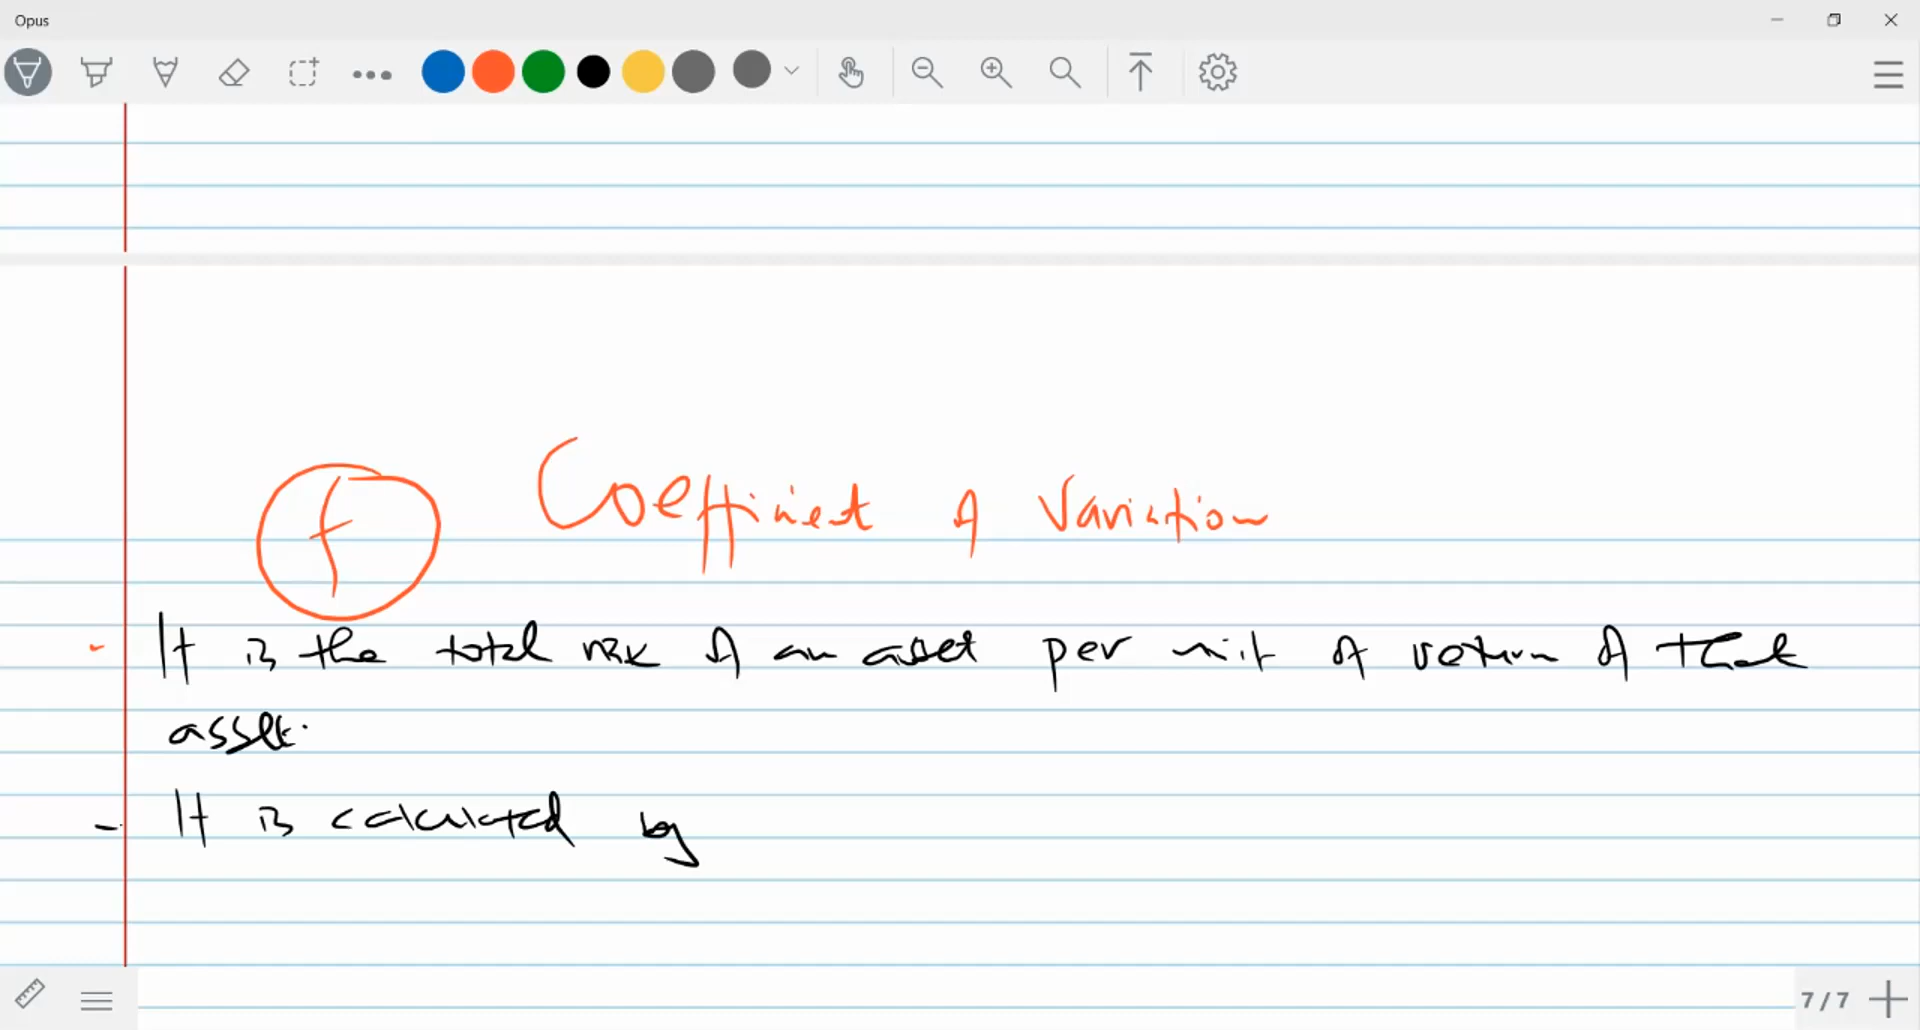 Opus
f Coefficient of Variation
- It is the total risk of an asset per unit of return of that
asset.
- It is calculated by
7 / 7